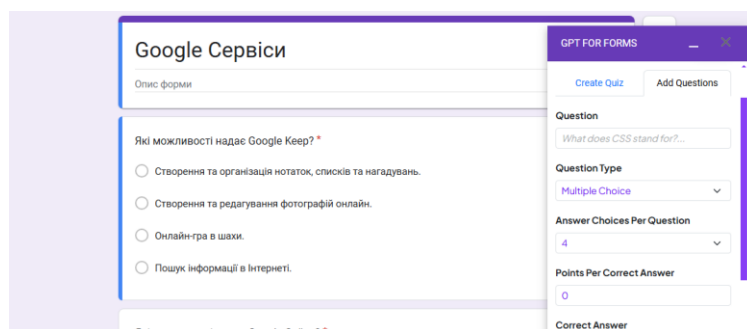 Google Сервіси
Опис форми
Які можливості надає Google Keep? *
Створення та організація нотаток, списків та нагадувань.
Створення та редагування фотографій онлайн.
Онлайн-гра в шахи.
Пошук інформації в Інтернеті.
GPT FOR FORMS
Create Quiz
Add Questions
Question
What does CSS stand for?...
Question Type
Multiple Choice
Answer Choices Per Question
4
Points Per Correct Answer
0
Correct Answer